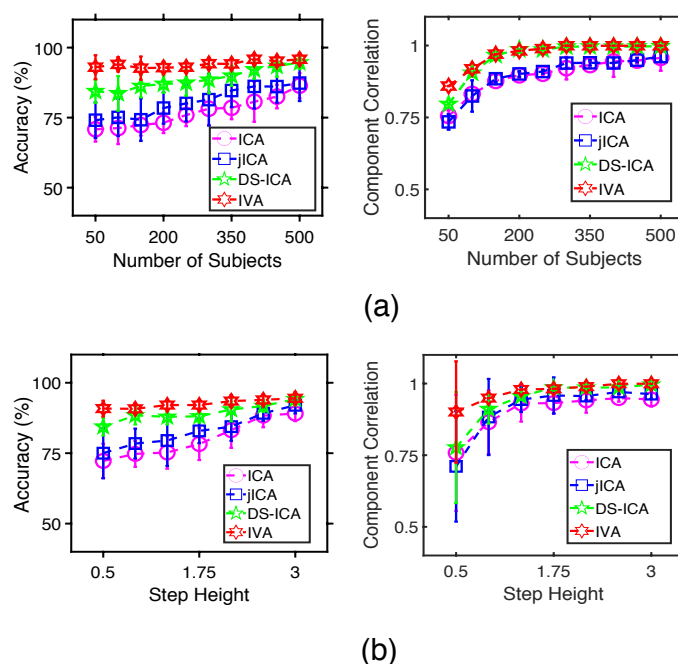 100
75
50
Accuracy (%)
50 200 350 500
Number of Subjects
ICA
jICA
DS-ICA
IVA
1
0.75
0.5
Component Correlation
50 200 350 500
Number of Subjects
ICA
jICA
DS-ICA
IVA
(a)
100
75
50
Accuracy (%)
0.5 1.75 3
Step Height
ICA
jICA
DS-ICA
IVA
1
0.75
0.5
Component Correlation
0.5 1.75 3
Step Height
ICA
jICA
DS-ICA
IVA
(b)